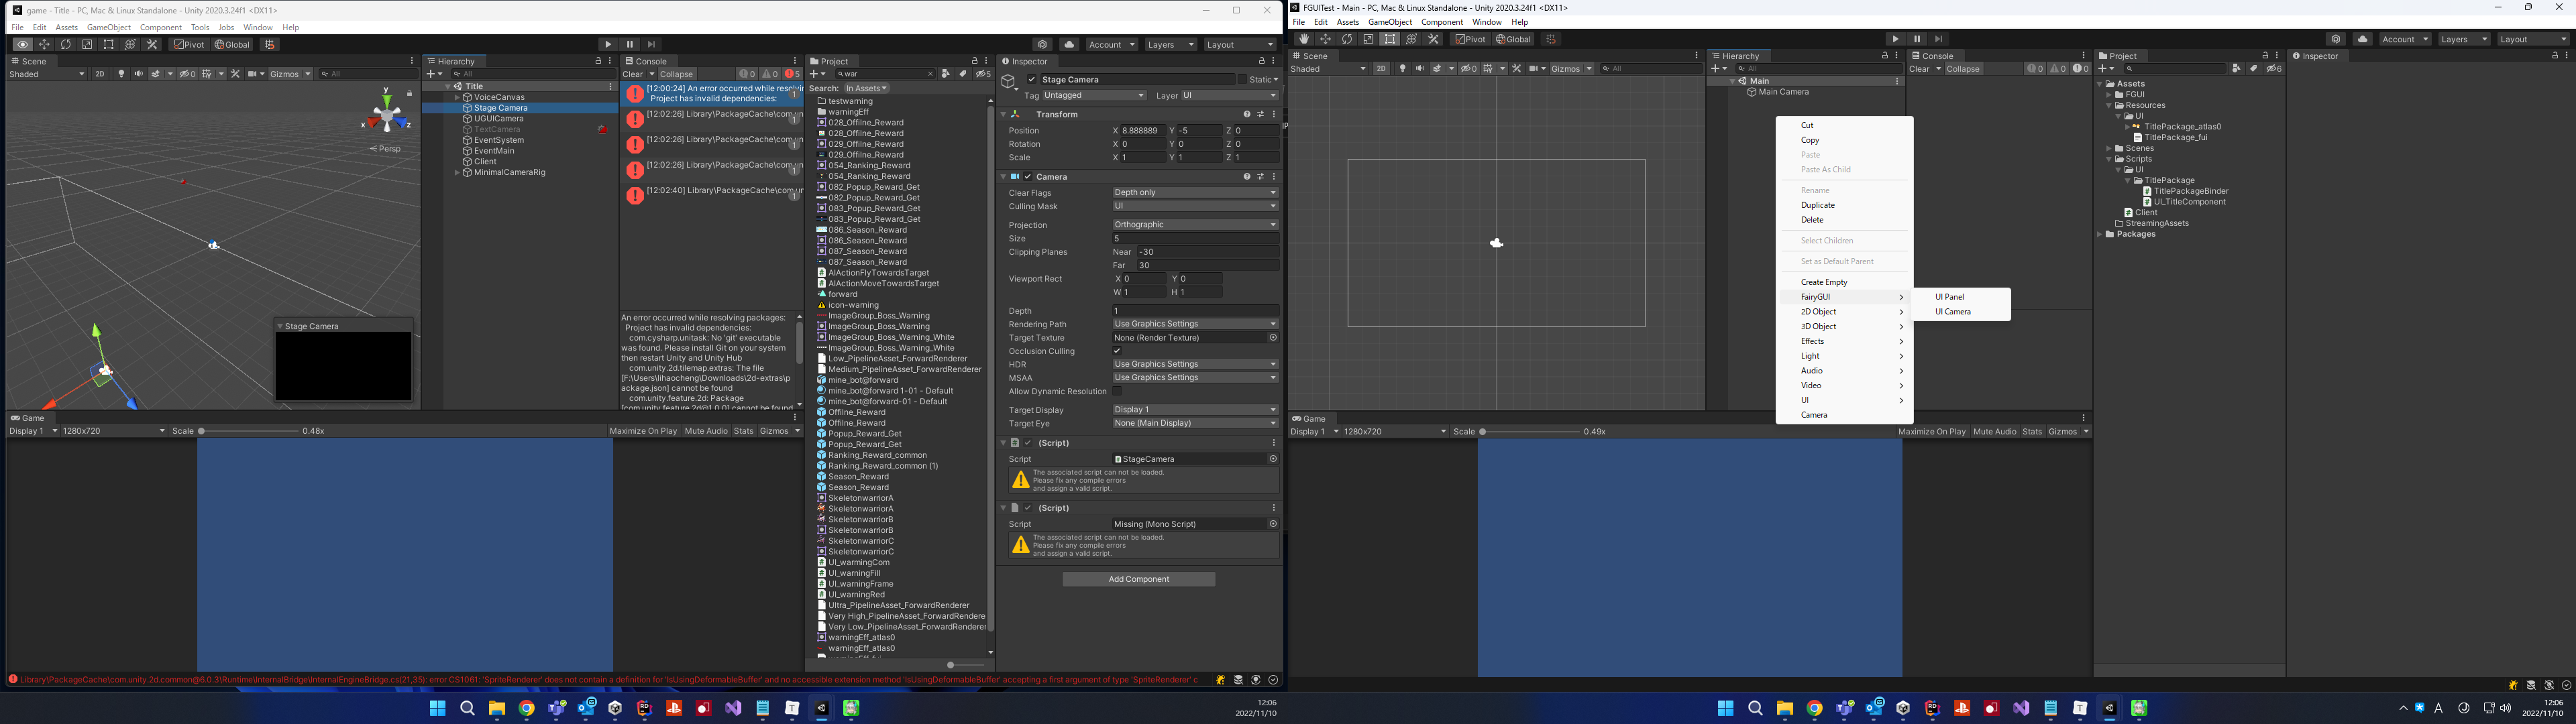 game - Title - PC, Mac & Linux Standalone - Unity 2020.3.24f1 <DX11>
File Edit Assets GameObject Component Tools Jobs Window Help
Pivot Global
Account Layers Layout
Scene
Shaded 2D Gizmos All
Persp
Stage Camera
Hierarchy
All
Title
VoiceCanvas
Stage Camera
UGUICamera
TextCamera
EventSystem
EventMain
Client
MinimalCameraRig
Console
Clear Collapse 0 0 5
[12:00:24] An error occurred while resolvin
Project has invalid dependencies:
1
[12:02:26] Library\PackageCache\com.un
1
[12:02:26] Library\PackageCache\com.un
1
[12:02:26] Library\PackageCache\com.un
1
[12:02:40] Library\PackageCache\com.un
1
An error occurred while resolving packages:
Project has invalid dependencies:
com.cysharp.unitask: No 'git' executable
was found. Please install Git on your system
then restart Unity and Unity Hub
com.unity.2d.tilemap.extras: The file
[F:\Users\lihaocheng\Downloads\2d-extras\p
ackage.json] cannot be found
com.unity.feature.2d: Package
[com.unity.feature.2d@1.0.0] cannot be found
Project
war 5
Search: In Assets
testwarning
warningEff
028_Offilne_Reward
028_Offilne_Reward
029_Offilne_Reward
029_Offilne_Reward
054_Ranking_Reward
054_Ranking_Reward
082_Popup_Reward_Get
082_Popup_Reward_Get
083_Popup_Reward_Get
083_Popup_Reward_Get
086_Season_Reward
086_Season_Reward
087_Season_Reward
087_Season_Reward
AIActionFlyTowardsTarget
AIActionMoveTowardsTarget
forward
icon-warning
ImageGroup_Boss_Warning
ImageGroup_Boss_Warning
ImageGroup_Boss_Warning_White
ImageGroup_Boss_Warning_White
Low_PipelineAsset_ForwardRenderer
Medium_PipelineAsset_ForwardRenderer
mine_bot@forward
mine_bot@forward 1-01 - Default
mine_bot@forward-01 - Default
Offilne_Reward
Offilne_Reward
Popup_Reward_Get
Popup_Reward_Get
Ranking_Reward_common
Ranking_Reward_common (1)
Season_Reward
Season_Reward
SkeletonwarriorA
SkeletonwarriorA
SkeletonwarriorB
SkeletonwarriorB
SkeletonwarriorC
SkeletonwarriorC
UI_warningCom
UI_warningFill
UI_warningFrame
UI_warningRed
Ultra_PipelineAsset_ForwardRenderer
Very High_PipelineAsset_ForwardRendere
Very Low_PipelineAsset_ForwardRenderer
warningEff_atlas0
warningEff_atlas0
Inspector
Stage Camera Static
Tag Untagged Layer UI
Transform
Position X 8.888889 Y -5 Z 0
Rotation X 0 Y 0 Z 0
Scale X 1 Y 1 Z 1
Camera
Clear Flags Depth only
Culling Mask UI
Projection Orthographic
Size 5
Clipping Planes Near -30
Far 30
Viewport Rect X 0 Y 0
W 1 H 1
Depth 1
Rendering Path Use Graphics Settings
Target Texture None (Render Texture)
Occlusion Culling
HDR Use Graphics Settings
MSAA Use Graphics Settings
Allow Dynamic Resolution
Target Display Display 1
Target Eye None (Main Display)
(Script)
Script StageCamera
The associated script can not be loaded.
Please fix any compile errors
and assign a valid script.
(Script)
Script Missing (Mono Script)
The associated script can not be loaded.
Please fix any compile errors
and assign a valid script.
Add Component
Game
Display 1 1280x720 Scale 0.48x Maximize On Play Mute Audio Stats Gizmos
Library\PackageCache\com.unity.2d.common@6.0.3\Runtime\InternalBridge\InternalEngineBridge.cs(21,35): error CS1061: 'SpriteRenderer' does not contain a definition for 'IsUsingDeformableBuffer' and no accessible extension method 'IsUsingDeformableBuffer' accepting a first argument of type 'SpriteRenderer' c
12:06
2022/11/10
FGUITest - Main - PC, Mac & Linux Standalone - Unity 2020.3.24f1 <DX11>
File Edit Assets GameObject Component Window Help
Pivot Global
Account Layers Layout
Scene
Shaded 2D 0 Gizmos All
Hierarchy
All
Main
Main Camera
Cut
Copy
Paste
Paste As Child
Rename
Duplicate
Delete
Select Children
Set as Default Parent
Create Empty
FairyGUI
2D Object
3D Object
Effects
Light
Audio
Video
UI
Camera
UI Panel
UI Camera
Console
Clear Collapse 0 0 0
Project
6
Assets
FGUI
Resources
UI
TitlePackage_atlas0
TitlePackage_fui
Scenes
Scripts
UI
TitlePackage
TitlePackageBinder
UI_TitleComponent
Client
StreamingAssets
Packages
Inspector
Game
Display 1 1280x720 Scale 0.49x Maximize On Play Mute Audio Stats Gizmos
A
12:06
2022/11/10